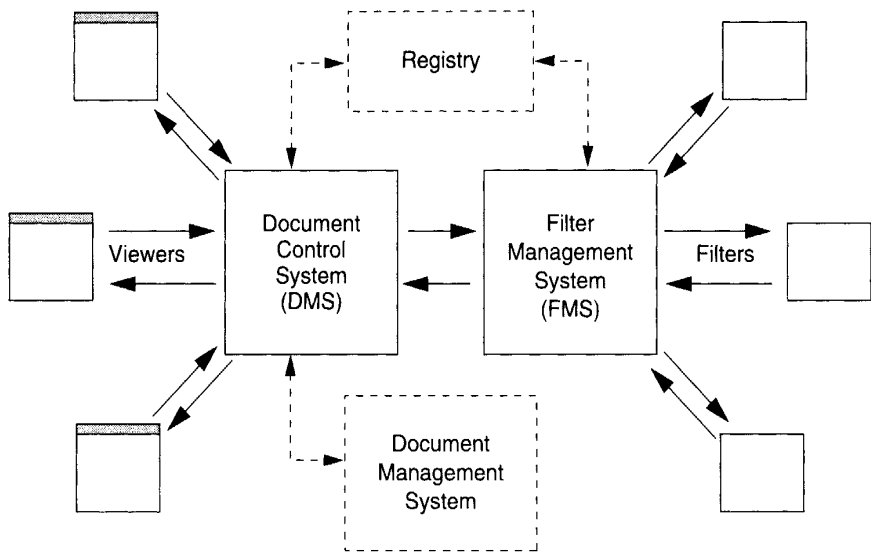 Registry
Viewers
Document
Control
System
(DMS)
Filter
Management
System
(FMS)
Filters
Document
Management
System